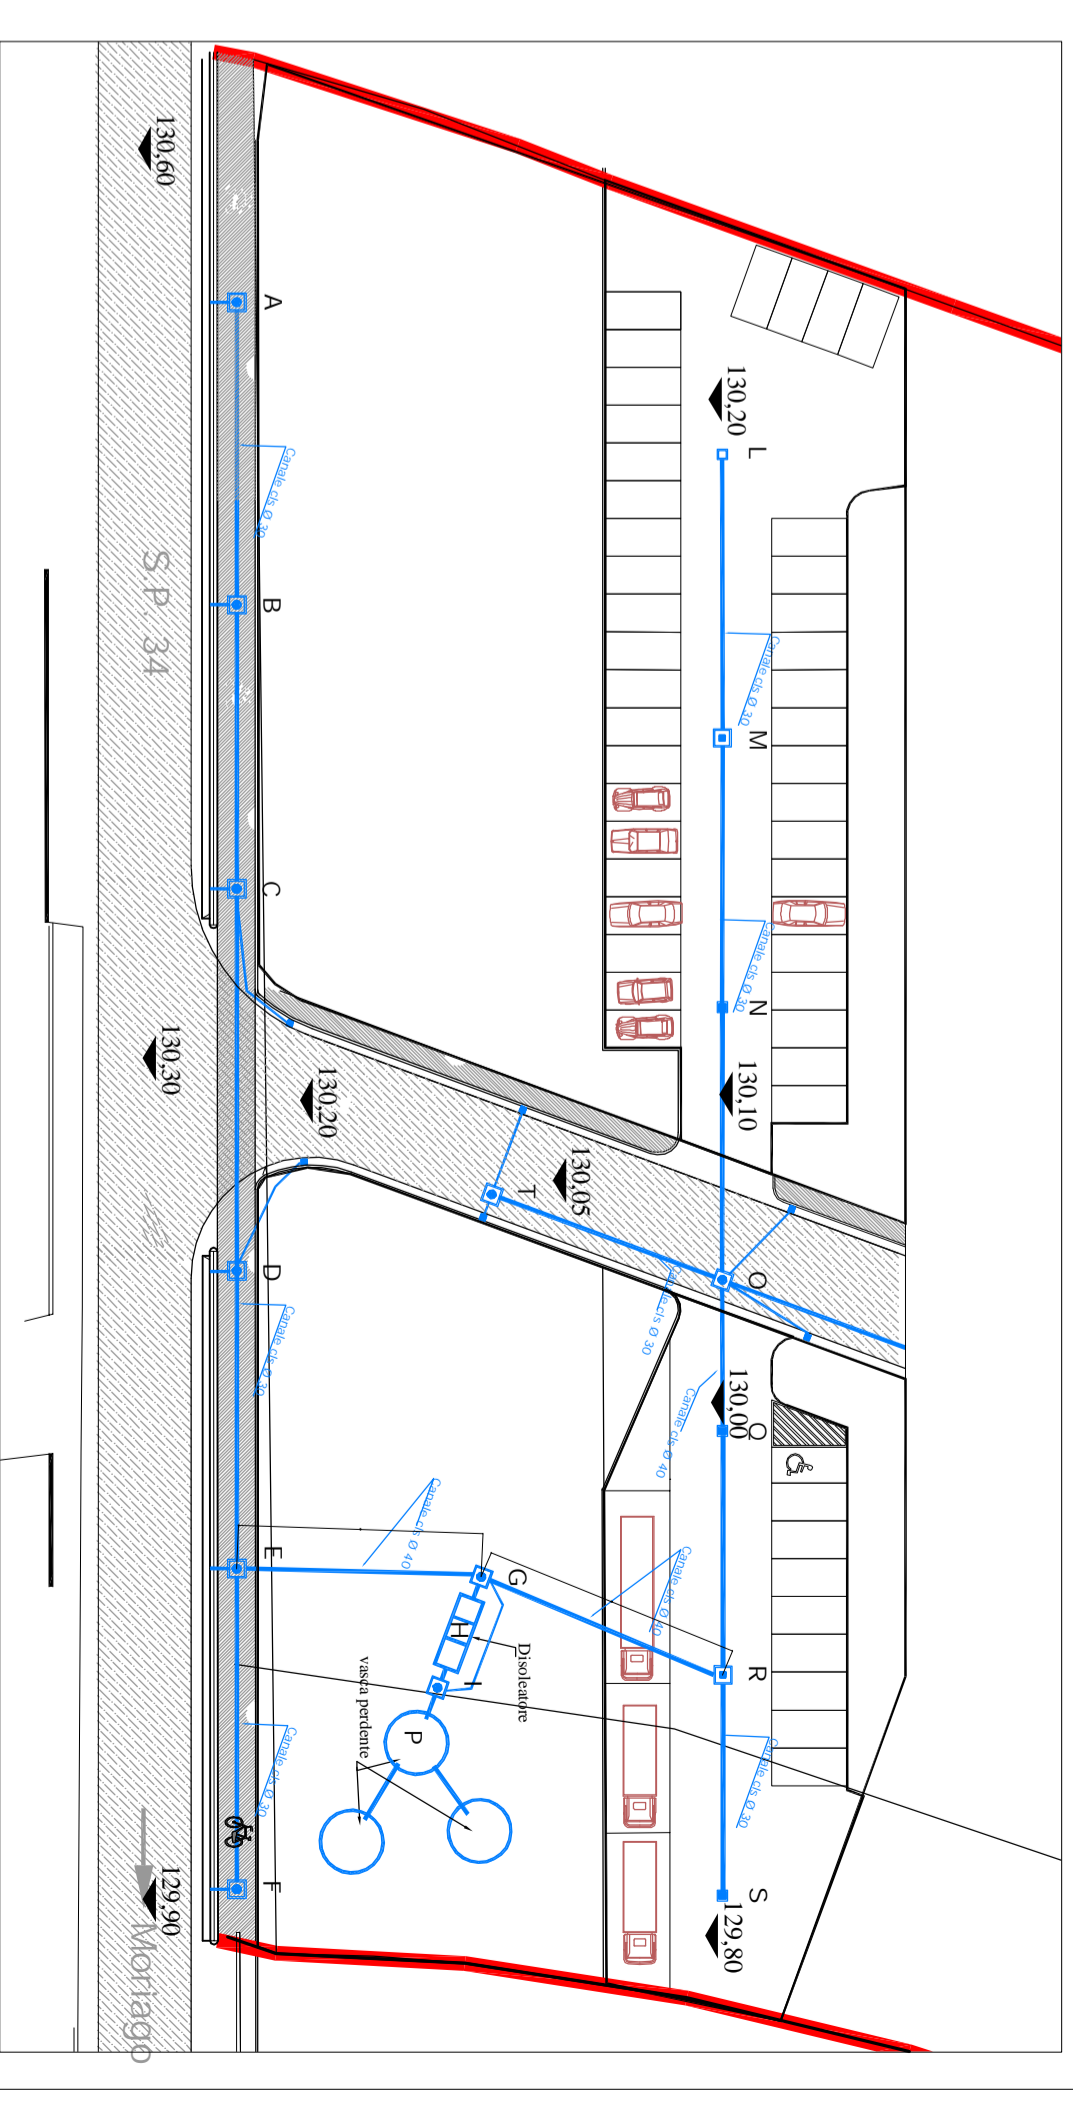 130,60
A
Canale cls Ø 30
130,20
L
B
S.P. 34
Canale cls Ø 30
M
C
Canale cls Ø 30
N
130,30
130,20
130,10
130,05
T
O
D
Canale cls Ø 30
Canale cls Ø 30
130,00
Q
Canale cls Ø 40
E
Canale cls Ø 40
G
Canale cls Ø 40
H
Disoleatore
I
R
vasca perdente
P
Canale cls Ø 30
Canale cls Ø 30
F
S
129,90
129,80
Moriago